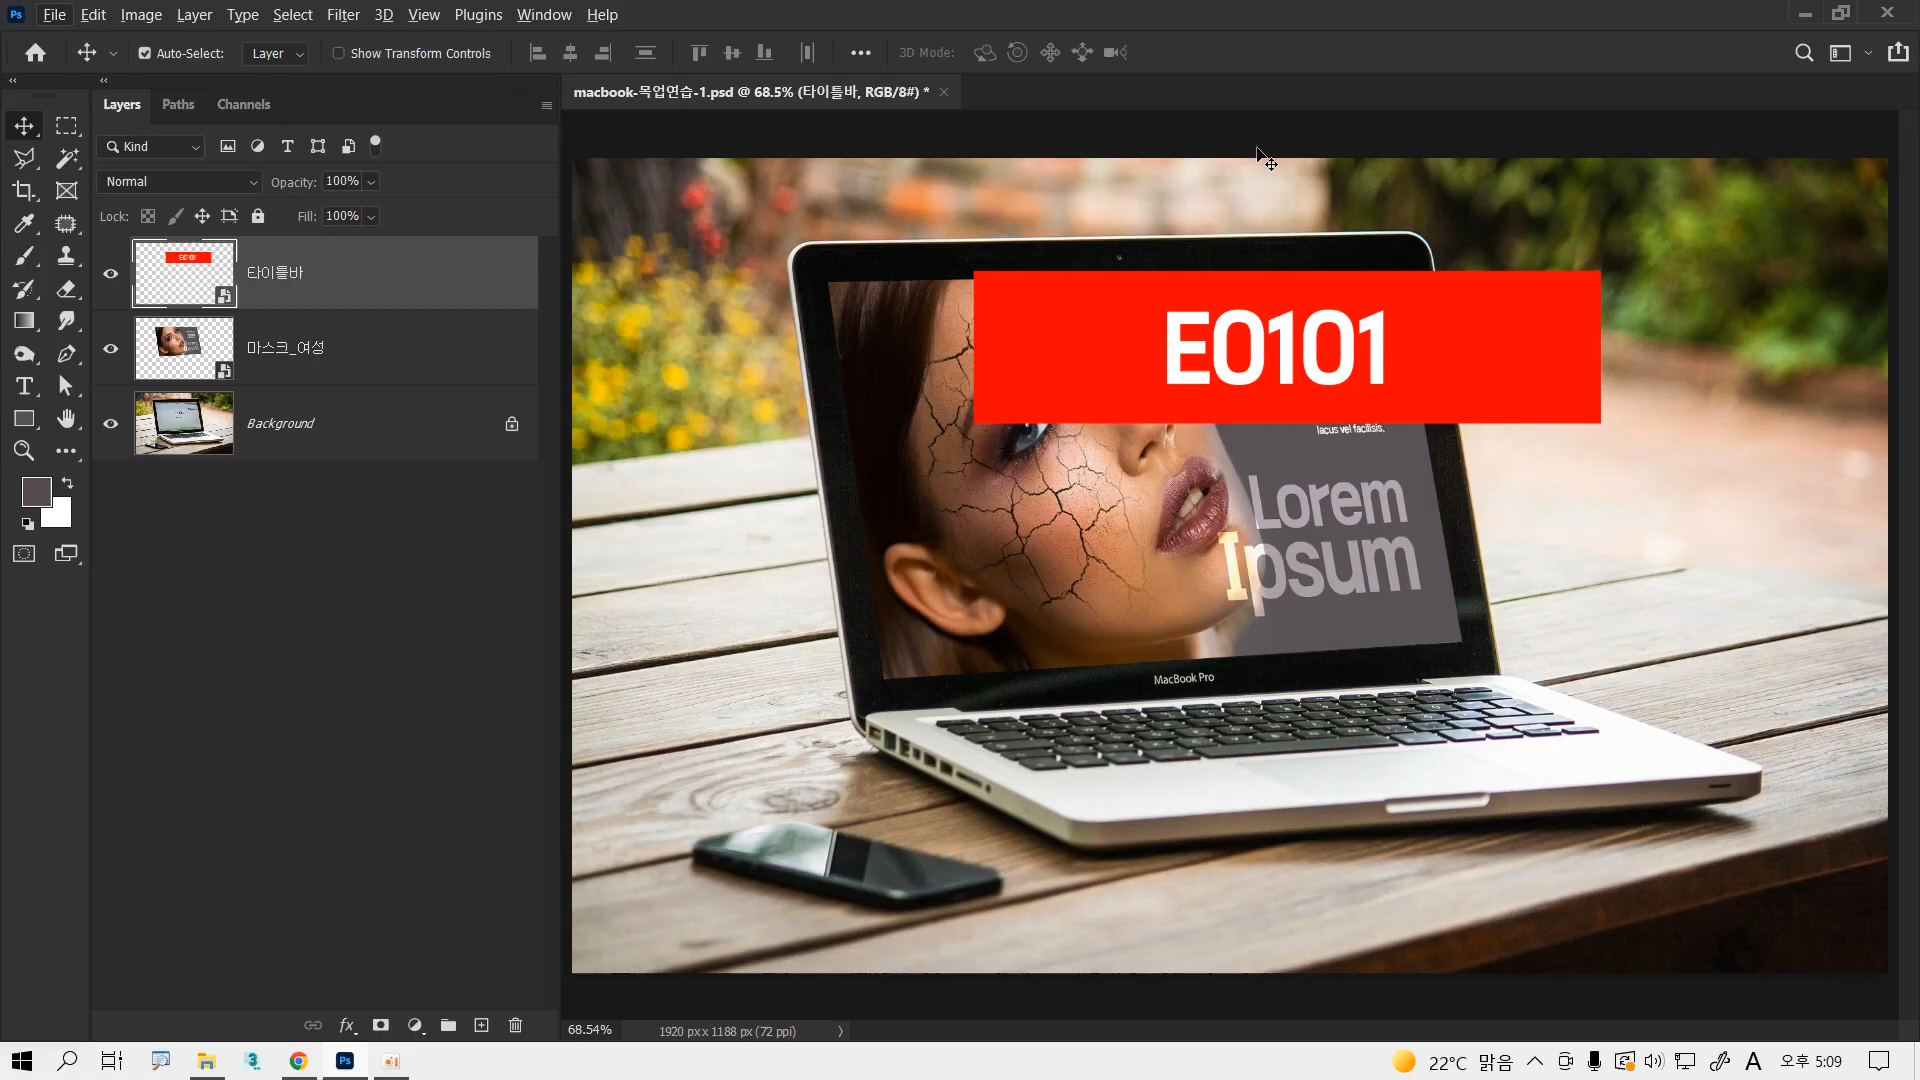 Ps File Edit Image Layer Type Select Filter 3D View Plugins Window Help
Auto-Select: Layer Show Transform Controls 3D Mode:
Layers Paths Channels
macbook-목업연습-1.psd @ 68.5% (타이틀바, RGB/8#) *
Kind
Normal Opacity: 100%
Lock: Fill: 100%
E0101
타이틀바
E0101
마스크_여성
Background
lacus vel facilisis.
Lorem
Ipsum
MacBook Pro
fx
68.54% 1920 px x 1188 px (72 ppi)
Ps 22°C 맑음 A 오후 5:09